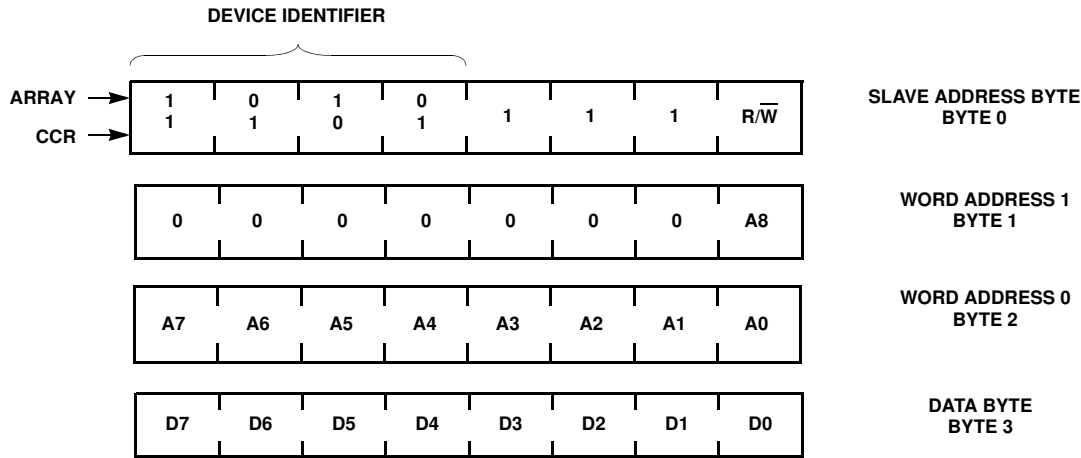 DEVICE IDENTIFIER
ARRAY 1 0 1 0
CCR 1 1 0 1 1 1 1 R/W̅
SLAVE ADDRESS BYTE
BYTE 0
0 0 0 0 0 0 0 A8
WORD ADDRESS 1
BYTE 1
A7 A6 A5 A4 A3 A2 A1 A0
WORD ADDRESS 0
BYTE 2
D7 D6 D5 D4 D3 D2 D1 D0
DATA BYTE
BYTE 3